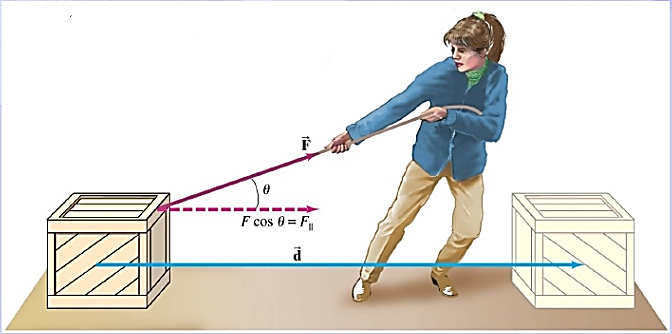 F⃗
θ
F cos θ = F∥
d⃗